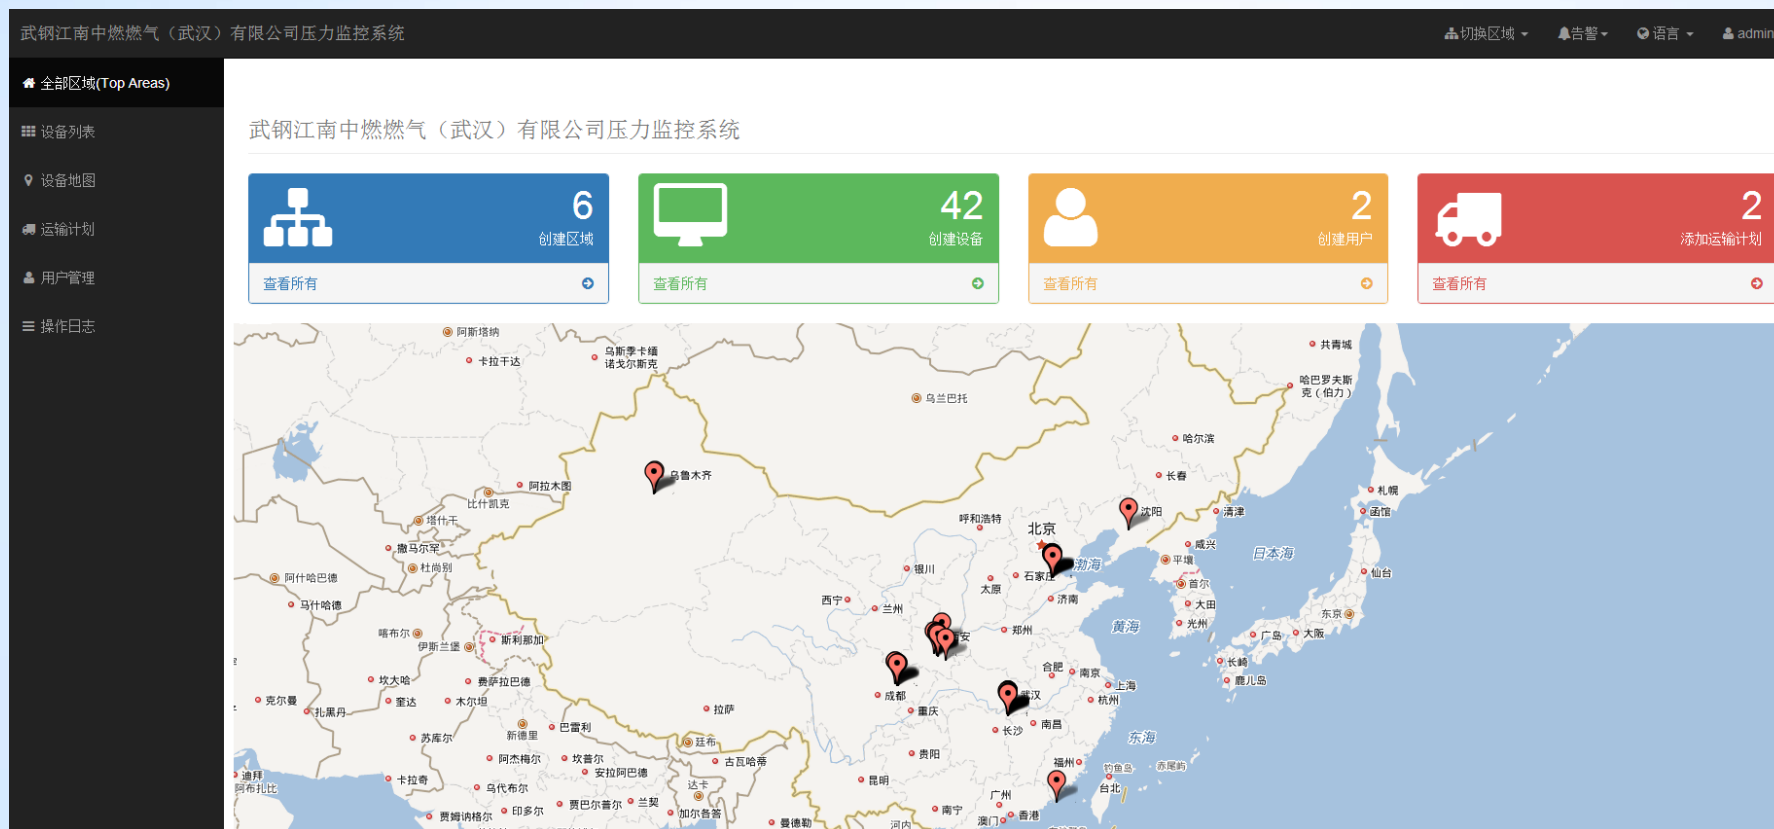 武钢江南中燃燃气（武汉）有限公司压力监控系统
切换区域
告警
语言
admin
全部区域(Top Areas)
设备列表
设备地图
运输计划
用户管理
操作日志
武钢江南中燃燃气（武汉）有限公司压力监控系统
6
创建区域
查看所有
42
创建设备
查看所有
2
创建用户
查看所有
2
添加运输计划
查看所有
阿斯塔纳
卡拉干达
乌斯季卡缅
诺戈尔斯克
共青城
哈巴罗夫斯
克（伯力）
乌兰巴托
哈尔滨
长春
乌鲁木齐
阿拉木图
比什凯克
札幌
函馆
塔什干
呼和浩特
沈阳
清津
北京
撒马尔罕
杜尚别
咸兴
日本海
平壤
银川
渤海
石家庄
太原
阿什哈巴德
马什哈德
首尔
仙台
西宁
兰州
济南
大田
东京
光州
喀布尔
伊斯兰堡
斯利那加
西安
郑州
黄海
广岛
大阪
长崎
鹿儿岛
坎大哈
费萨拉巴德
合肥
南京
上海
成都
武汉
杭州
克尔曼
扎黑丹
奎达
木尔坦
拉萨
重庆
长沙
南昌
新德里
巴雷利
苏库尔
东海
廷布
阿杰梅尔
坎普尔
古瓦哈蒂
贵阳
福州
钓鱼岛
赤尾屿
迪拜
阿布扎比
卡拉奇
安拉阿巴德
乌代布尔
达卡
昆明
台北
贾姆讷格尔
印多尔
贾巴尔普尔
兰契
加尔各答
曼德勒
河内
南宁
广州
澳门
香港